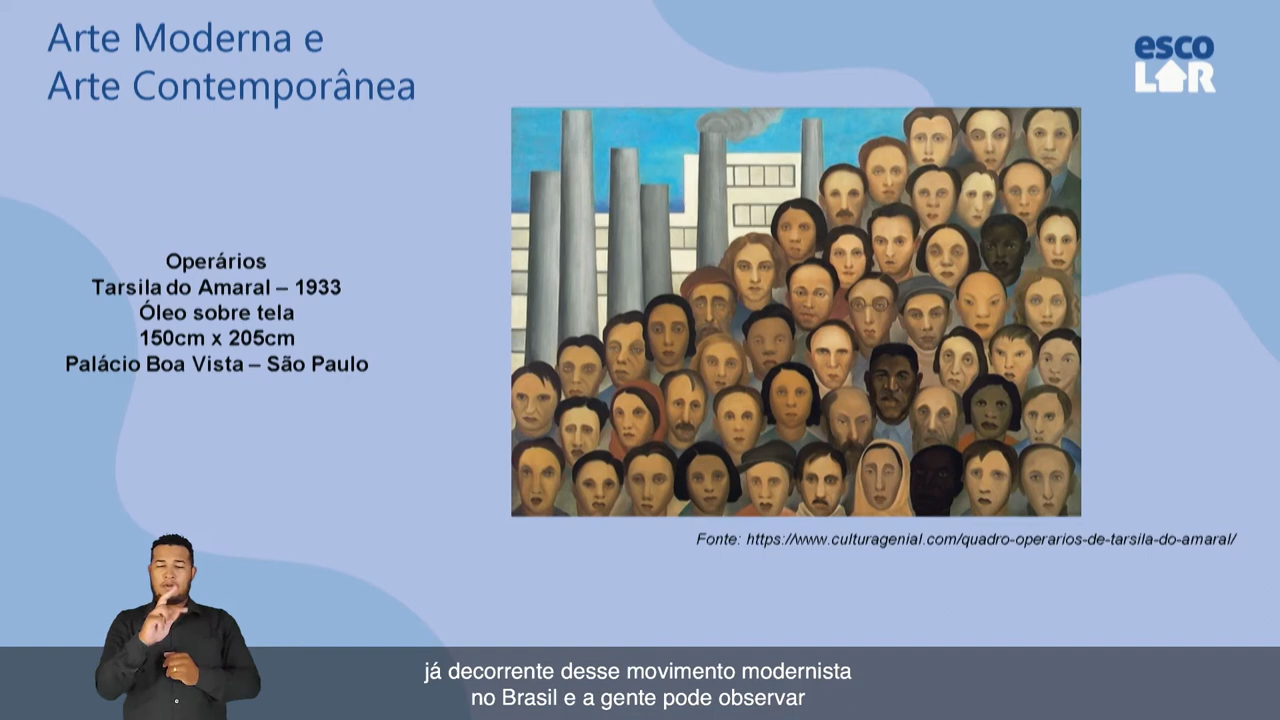 Arte Moderna e
Arte Contemporânea
esco
LAR
Operários
Tarsila do Amaral – 1933
Óleo sobre tela
150cm x 205cm
Palácio Boa Vista – São Paulo
Fonte: https://www.culturagenial.com/quadro-operarios-de-tarsila-do-amaral/
já decorrente desse movimento modernista
no Brasil e a gente pode observar